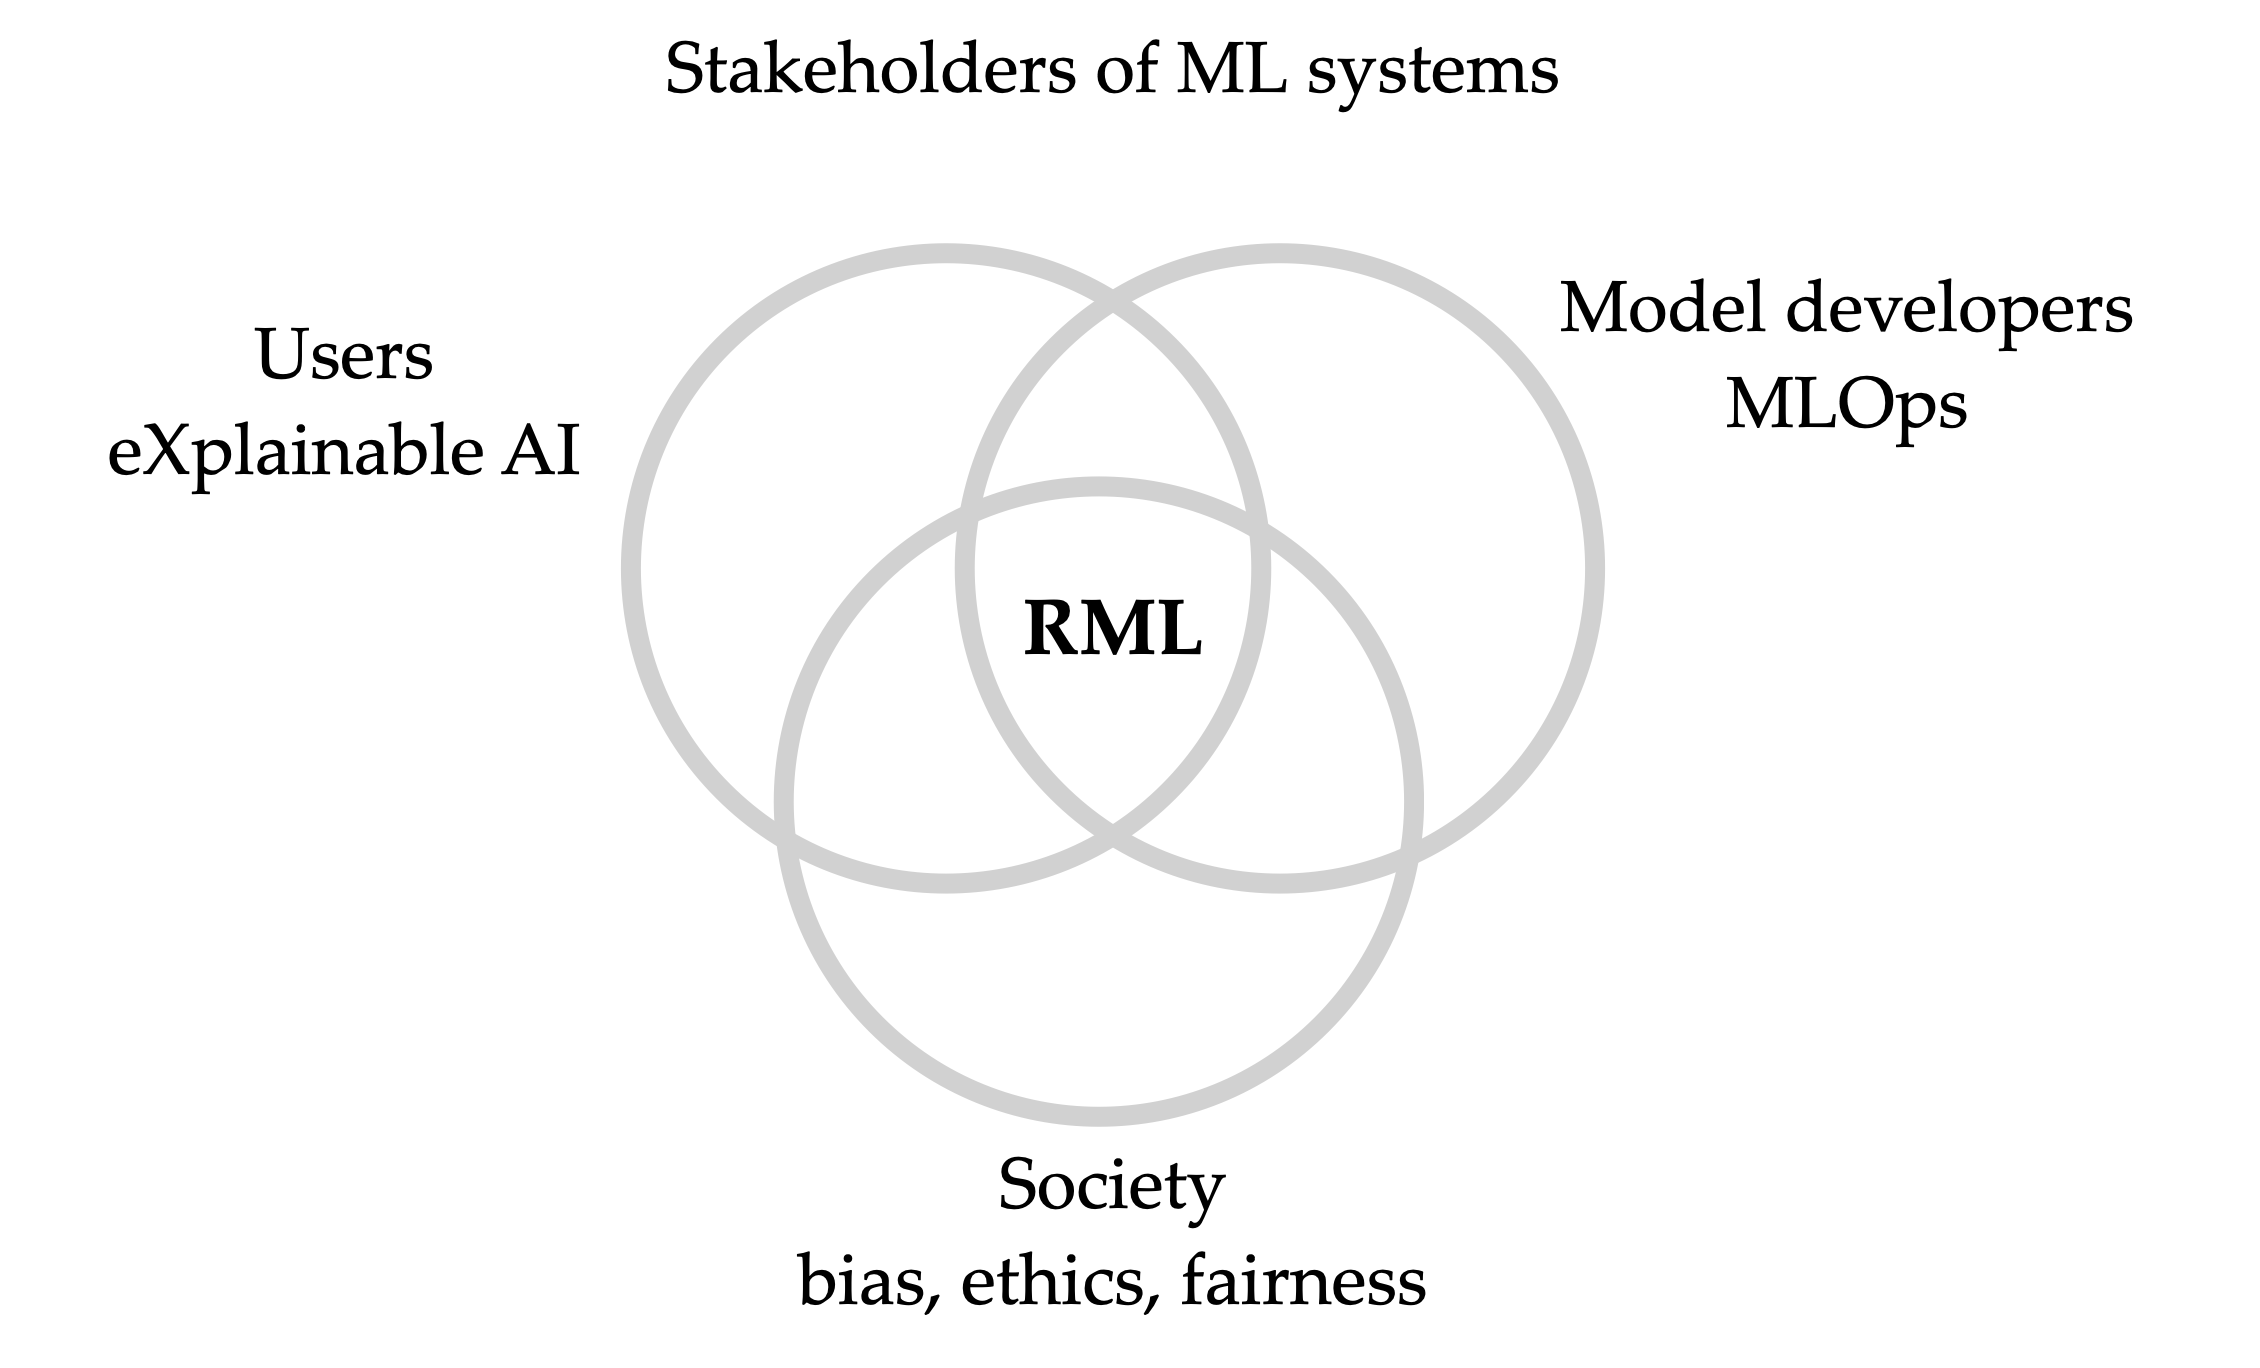 Stakeholders of ML systems
Users
eXplainable AI
Model developers
MLOps
RML
Society
bias, ethics, fairness